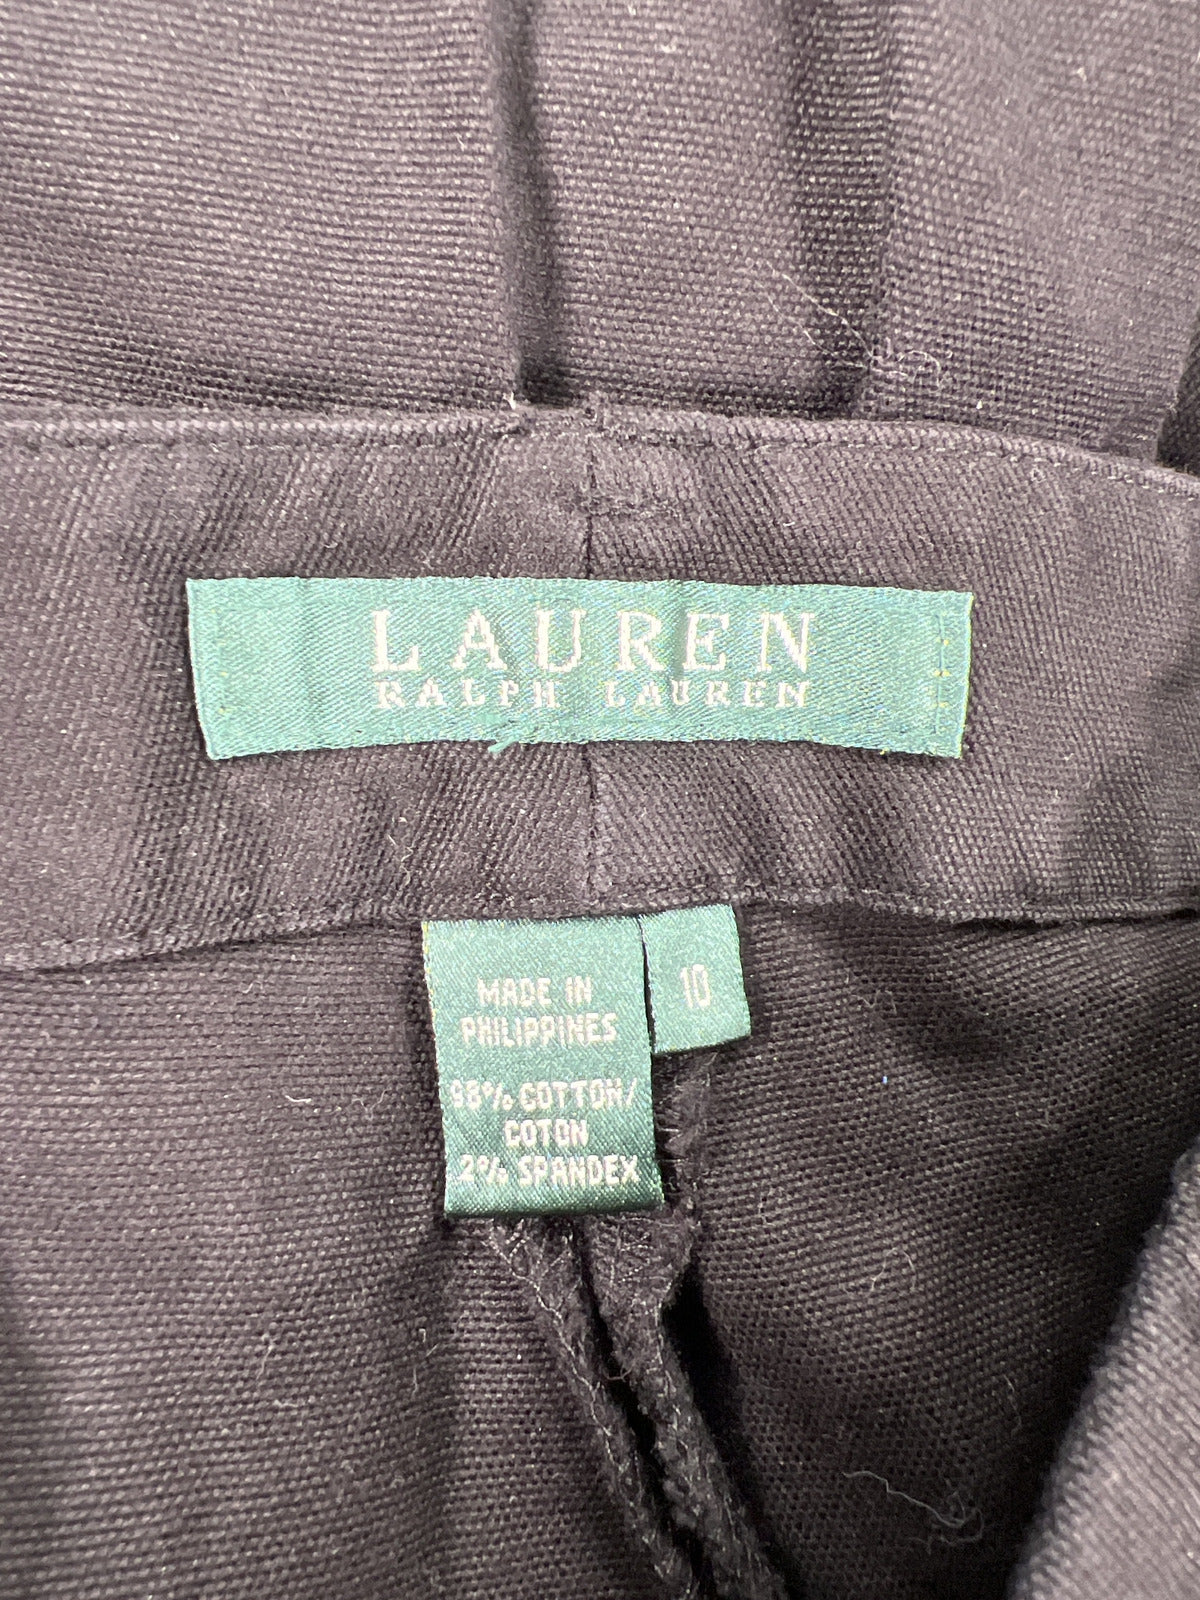 LAUREN
RALPH LAUREN
MADE IN
PHILIPPINES
10
98% COTTON/
COTON
2% SPANDEX